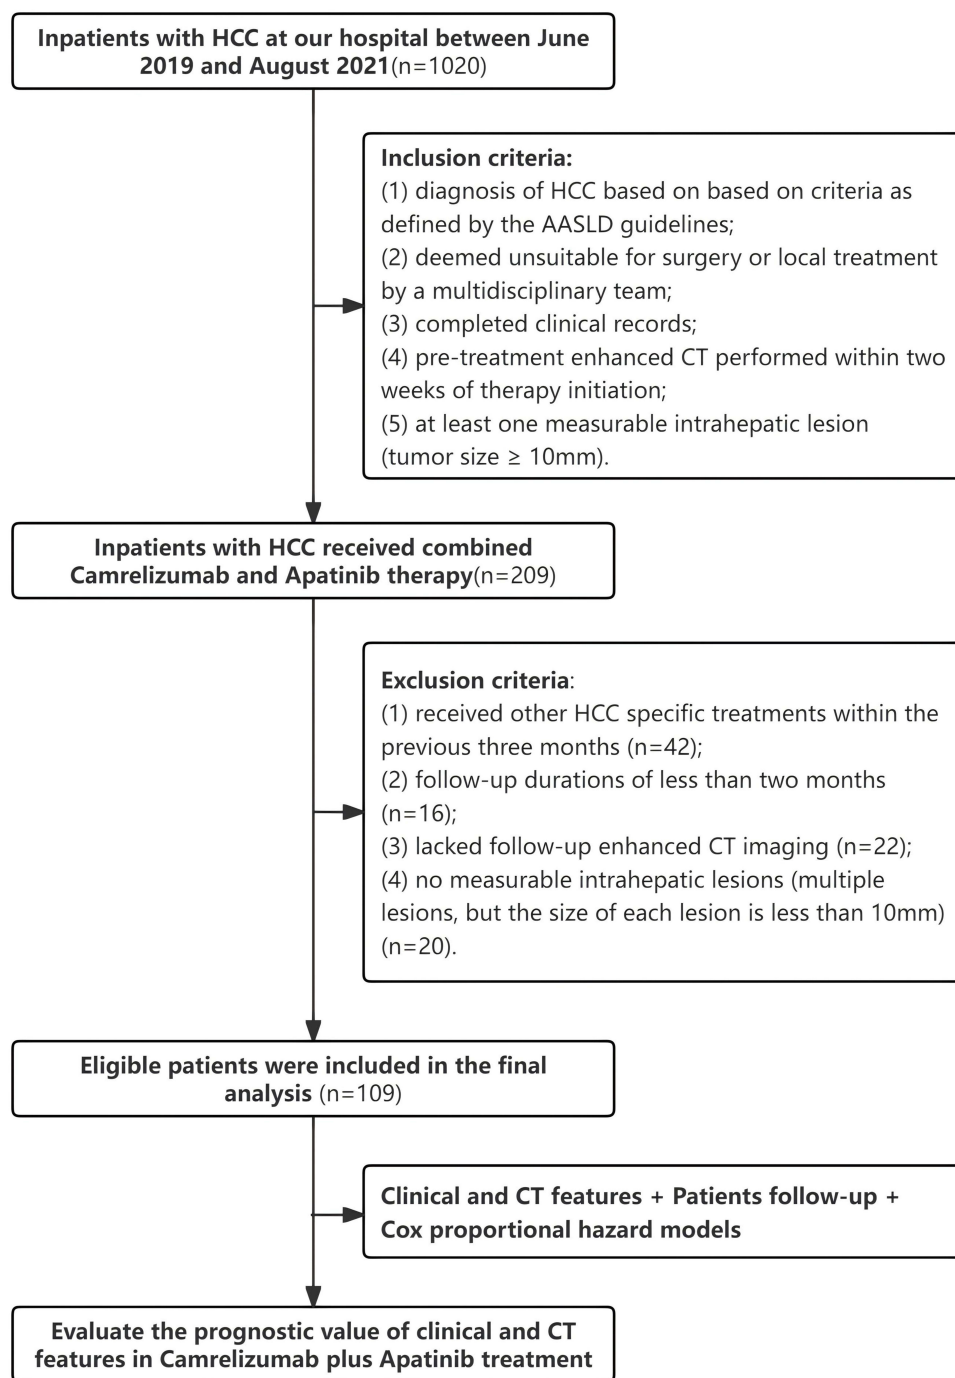 Inpatients with HCC at our hospital between June
2019 and August 2021(n=1020)
Inclusion criteria:
(1) diagnosis of HCC based on based on criteria as
defined by the AASLD guidelines;
(2) deemed unsuitable for surgery or local treatment
by a multidisciplinary team;
(3) completed clinical records;
(4) pre-treatment enhanced CT performed within two
weeks of therapy initiation;
(5) at least one measurable intrahepatic lesion
(tumor size ≥ 10mm).
Inpatients with HCC received combined
Camrelizumab and Apatinib therapy(n=209)
Exclusion criteria:
(1) received other HCC specific treatments within the
previous three months (n=42);
(2) follow-up durations of less than two months
(n=16);
(3) lacked follow-up enhanced CT imaging (n=22);
(4) no measurable intrahepatic lesions (multiple
lesions, but the size of each lesion is less than 10mm)
(n=20).
Eligible patients were included in the final
analysis (n=109)
Clinical and CT features + Patients follow-up +
Cox proportional hazard models
Evaluate the prognostic value of clinical and CT
features in Camrelizumab plus Apatinib treatment